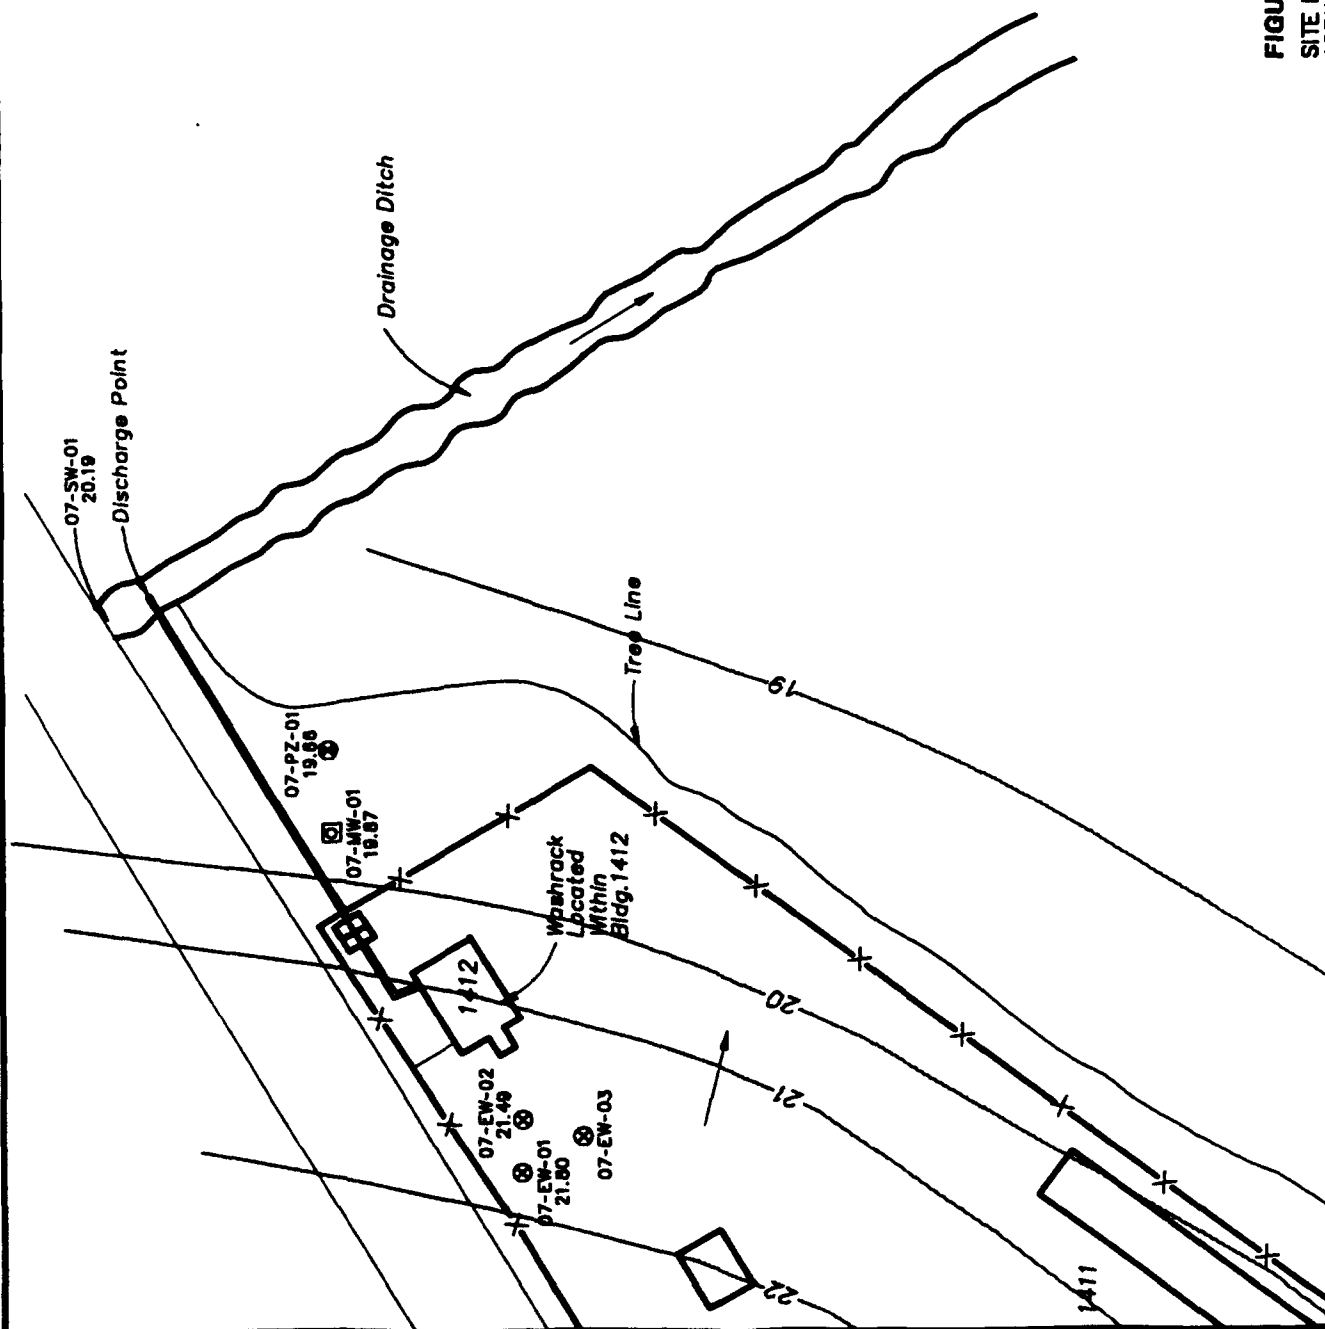 FIGU
SITE
07-SW-01
20.19
Discharge Point
Drainage Ditch
07-PZ-01
19.66
07-MW-01
19.87
Tree Line
19
Washrack
Located
Within
Bldg.1412
1412
20
21
07-EW-02
21.49
07-EW-01
21.80
07-EW-03
22
1411